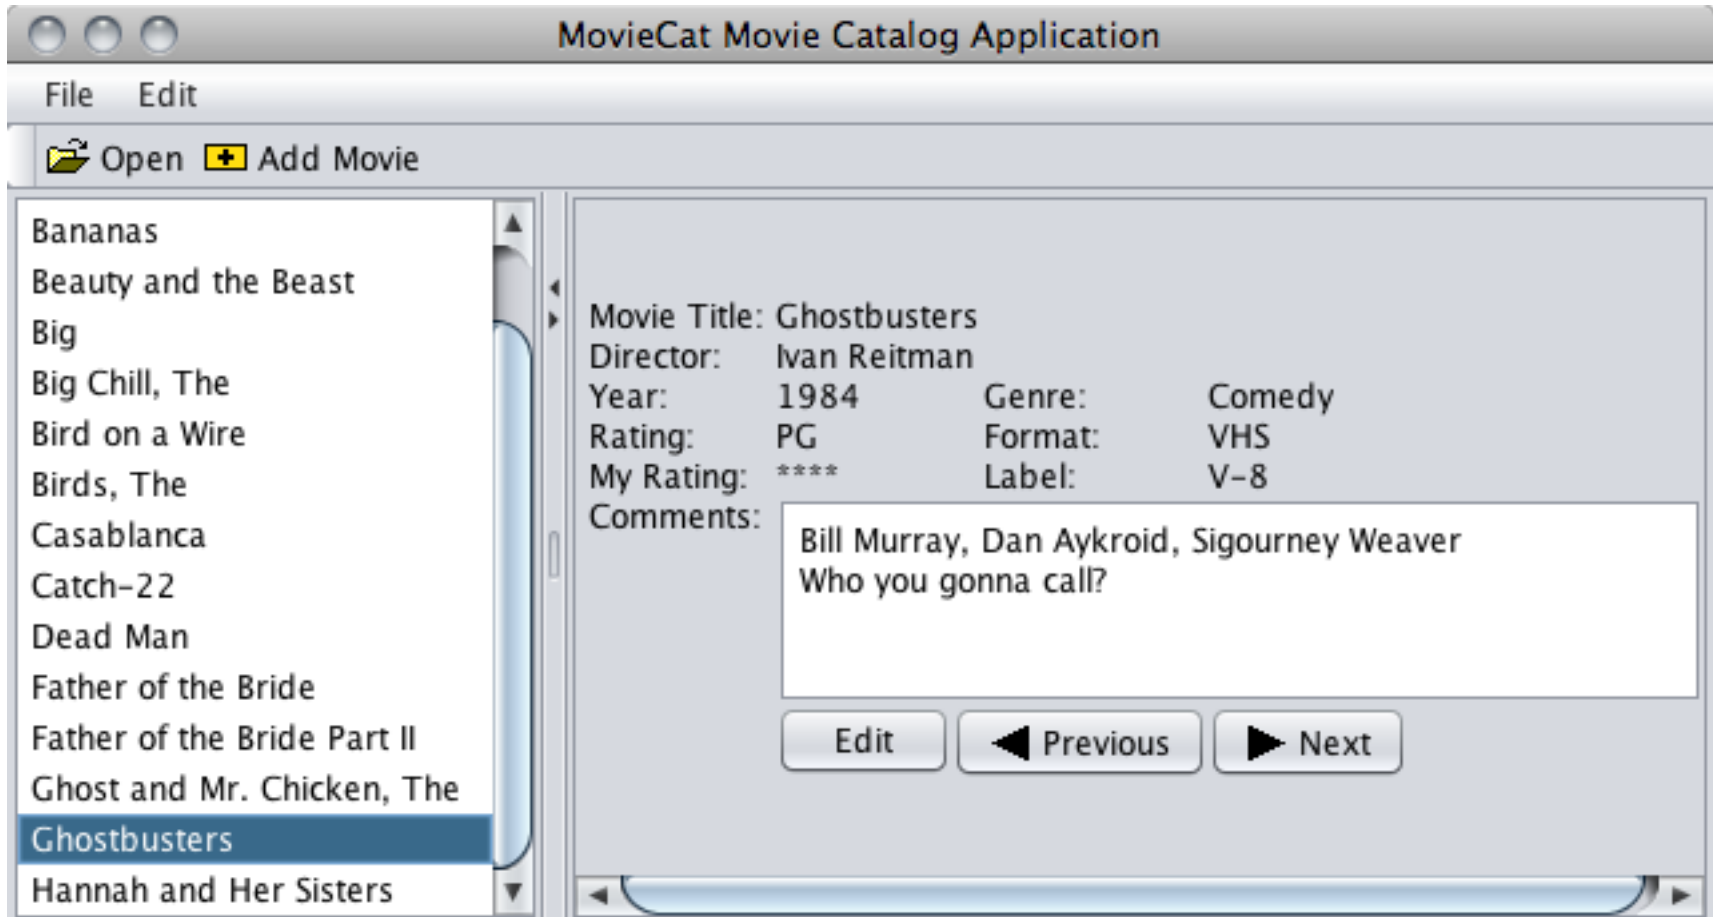 MovieCat Movie Catalog Application
File Edit
Open Add Movie
Bananas
Beauty and the Beast
Big
Big Chill, The
Bird on a Wire
Birds, The
Casablanca
Catch-22
Dead Man
Father of the Bride
Father of the Bride Part II
Ghost and Mr. Chicken, The
Ghostbusters
Hannah and Her Sisters
Movie Title: Ghostbusters
Director: Ivan Reitman
Year: 1984 Genre: Comedy
Rating: PG Format: VHS
My Rating: **** Label: V-8
Comments:
Bill Murray, Dan Aykroid, Sigourney Weaver
Who you gonna call?
Edit Previous Next